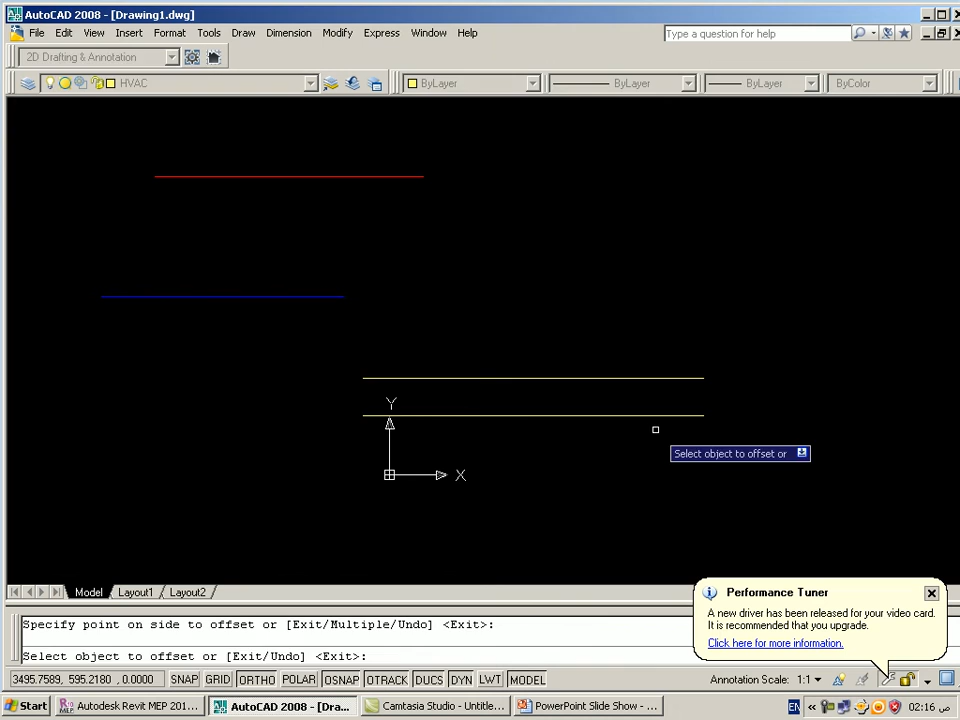 AutoCAD 2008 - [Drawing1.dwg]
File Edit View Insert Format Tools Draw Dimension Modify Express Window Help
Type a question for help
2D Drafting & Annotation
HVAC
ByLayer
ByLayer
ByLayer
ByColor
Y
X
Select object to offset or
Model Layout1 Layout2
Performance Tuner
A new driver has been released for your video card.
It is recommended that you upgrade.
Click here for more information.
Specify point on side to offset or [Exit/Multiple/Undo] <Exit>:
Select object to offset or [Exit/Undo] <Exit>:
3495.7589, 595.2180 , 0.0000 SNAP GRID ORTHO POLAR OSNAP OTRACK DUCS DYN LWT MODEL
Annotation Scale: 1:1
Start Autodesk Revit MEP 201... AutoCAD 2008 - [Dra... Camtasia Studio - Untitle... PowerPoint Slide Show - ... EN 02:16 ص